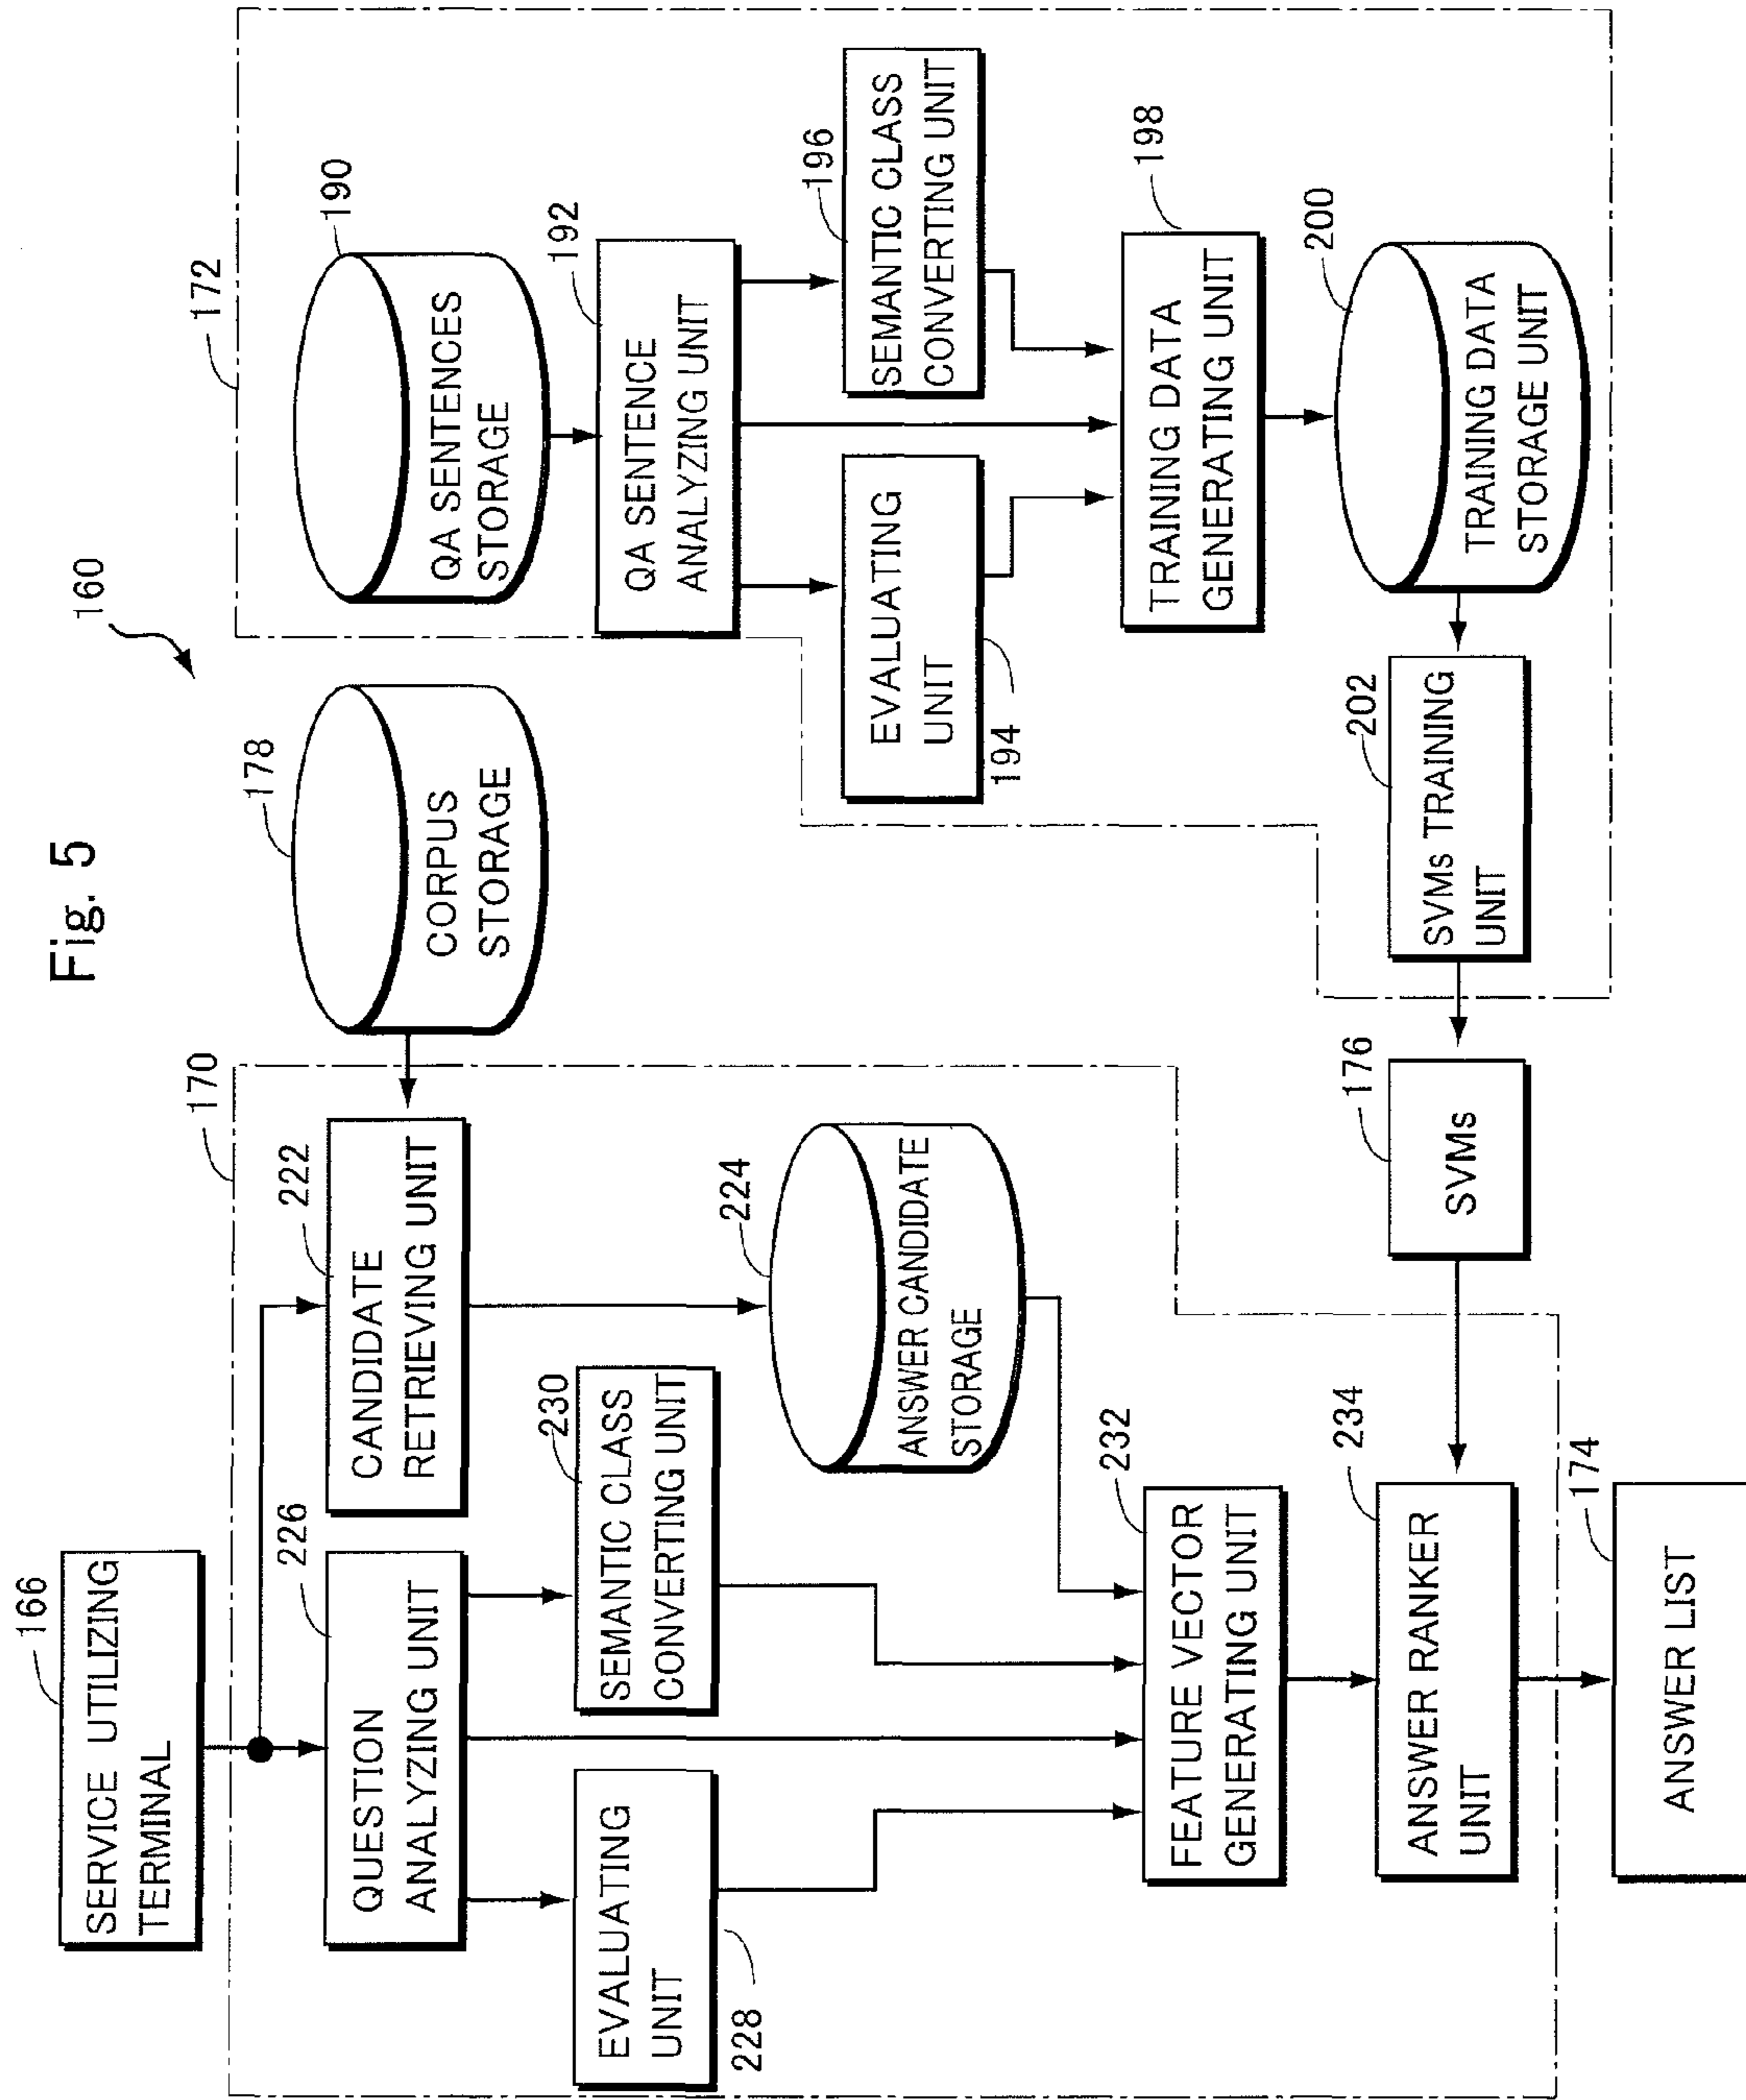 Fig. 5
160
166
SERVICE UTILIZING
TERMINAL
170
226
QUESTION
ANALYZING UNIT
222
CANDIDATE
RETRIEVING UNIT
178
CORPUS
STORAGE
EVALUATING
UNIT
228
230
SEMANTIC CLASS
CONVERTING UNIT
224
ANSWER CANDIDATE
STORAGE
232
FEATURE VECTOR
GENERATING UNIT
234
ANSWER RANKER
UNIT
174
ANSWER LIST
176
SVMs
172
190
QA SENTENCES
STORAGE
192
QA SENTENCE
ANALYZING UNIT
EVALUATING
UNIT
194
196
SEMANTIC CLASS
CONVERTING UNIT
198
TRAINING DATA
GENERATING UNIT
200
TRAINING DATA
STORAGE UNIT
202
SVMs TRAINING
UNIT